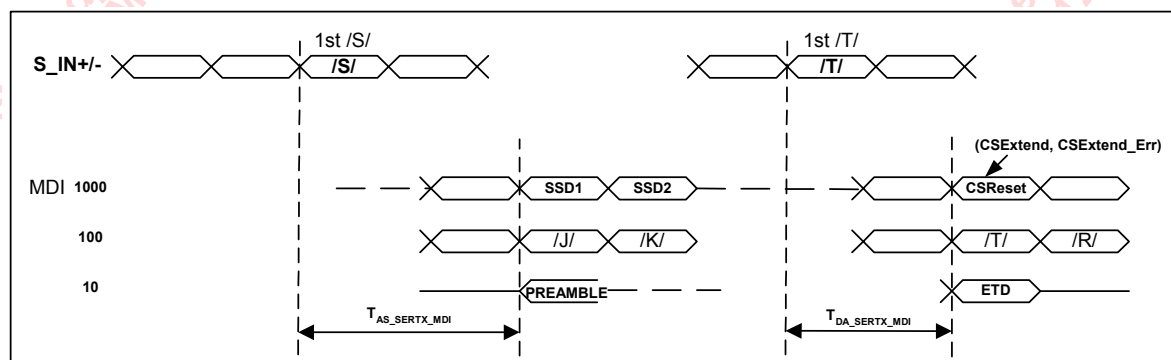 1st /S/ 1st /T/
S_IN+/- /S/ /T/
(CSExtend, CSExtend_Err)
MDI 1000 SSD1 SSD2 CSReset
100 /J/ /K/ /T/ /R/
10 PREAMBLE ETD
TAS_SERTX_MDI TDA_SERTX_MDI